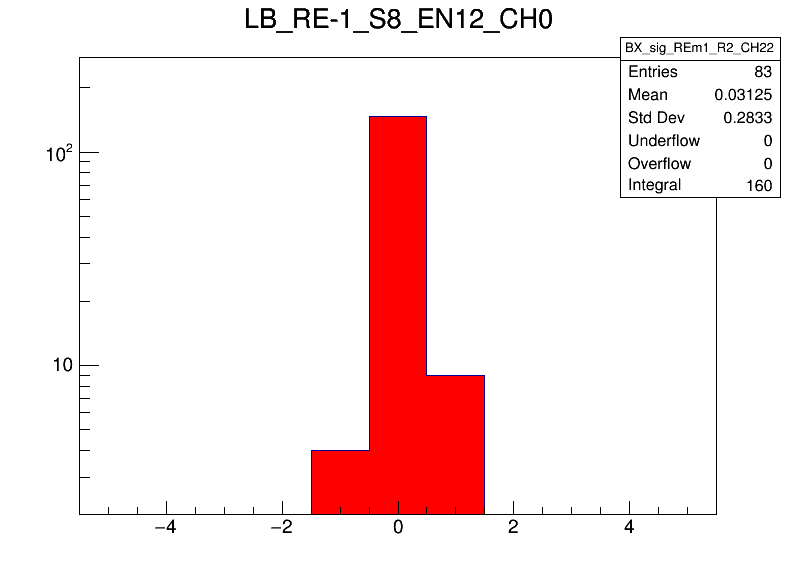 LB_RE-1_S8_EN12_CH0
BX_sig_REm1_R2_CH22
Entries 83
Mean 0.03125
Std Dev 0.2833
Underflow 0
Overflow 0
Integral 160
10²
10
−4 −2 0 2 4